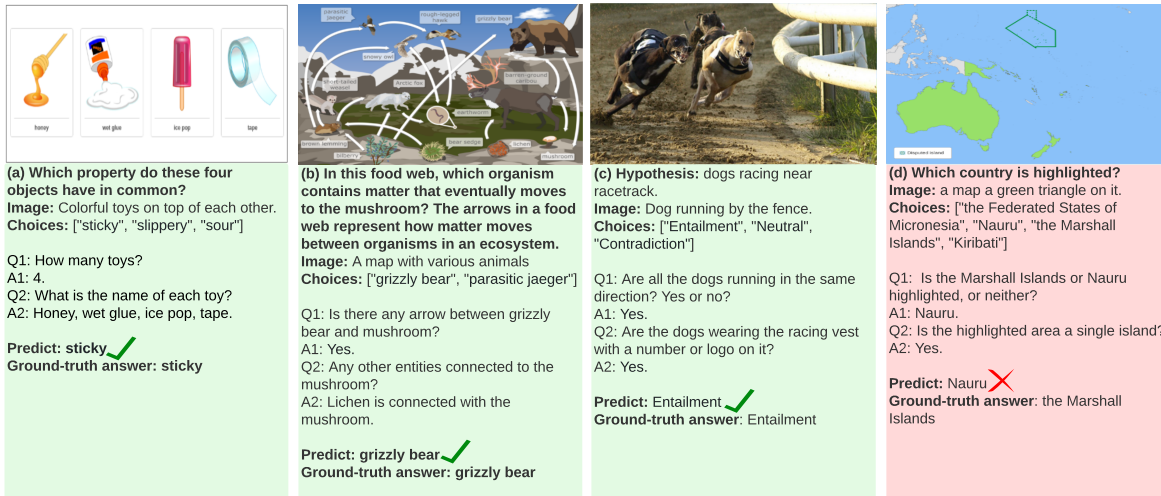 honey
wet glue
ice pop
tape
(a) Which property do these four
objects have in common?
Image: Colorful toys on top of each other.
Choices: ["sticky", "slippery", "sour"]
Q1: How many toys?
A1: 4.
Q2: What is the name of each toy?
A2: Honey, wet glue, ice pop, tape.
Predict: sticky
Ground-truth answer: sticky
parasitic
jaeger
rough-legged
hawk
grizzly bear
snowy owl
short-tailed
weasel
Arctic fox
barren-ground
caribou
earthworm
brown lemming
bilberry
bear sedge
lichen
mushroom
(b) In this food web, which organism
contains matter that eventually moves
to the mushroom? The arrows in a food
web represent how matter moves
between organisms in an ecosystem.
Image: A map with various animals
Choices: ["grizzly bear", "parasitic jaeger"]
Q1: Is there any arrow between grizzly
bear and mushroom?
A1: Yes.
Q2: Any other entities connected to the
mushroom?
A2: Lichen is connected with the
mushroom.
Predict: grizzly bear
Ground-truth answer: grizzly bear
(c) Hypothesis: dogs racing near
racetrack.
Image: Dog running by the fence.
Choices: ["Entailment", "Neutral",
"Contradiction"]
Q1: Are all the dogs running in the same
direction? Yes or no?
A1: Yes.
Q2: Are the dogs wearing the racing vest
with a number or logo on it?
A2: Yes.
Predict: Entailment
Ground-truth answer: Entailment
(d) Which country is highlighted?
Image: a map a green triangle on it.
Choices: ["the Federated States of
Micronesia", "Nauru", "the Marshall
Islands", "Kiribati"]
Q1: Is the Marshall Islands or Nauru
highlighted, or neither?
A1: Nauru.
Q2: Is the highlighted area a single island?
A2: Yes.
Predict: Nauru
Ground-truth answer: the Marshall
Islands